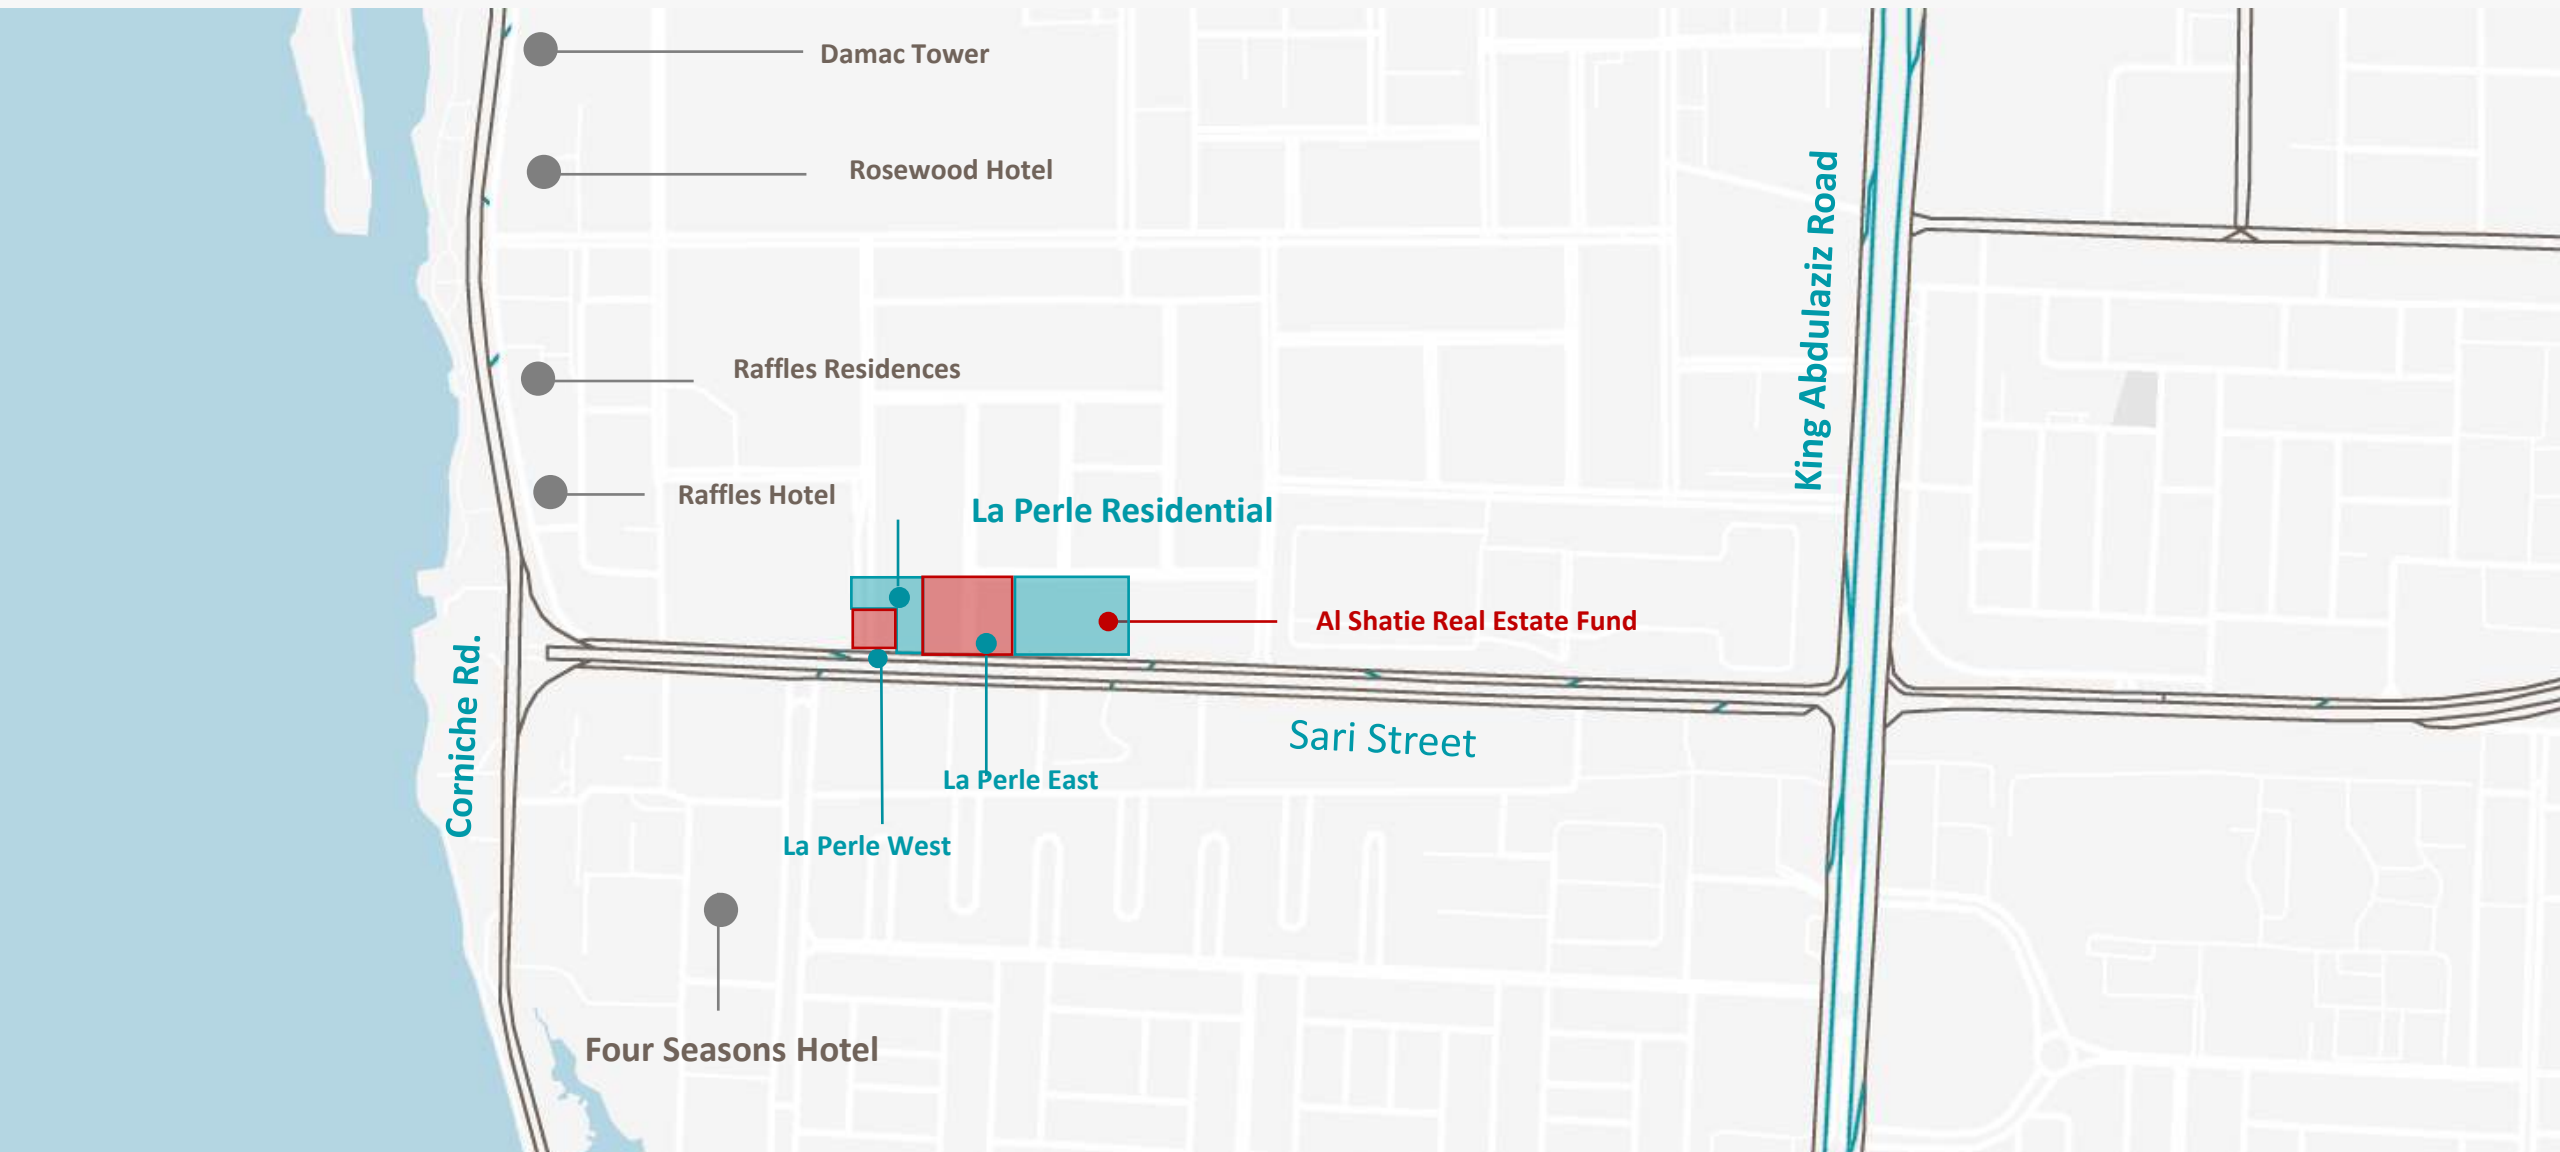 Damac Tower
Rosewood Hotel
King Abdulaziz Road
Raffles Residences
Raffles Hotel
La Perle Residential
Al Shatie Real Estate Fund
Corniche Rd.
Sari Street
La Perle East
La Perle West
Four Seasons Hotel